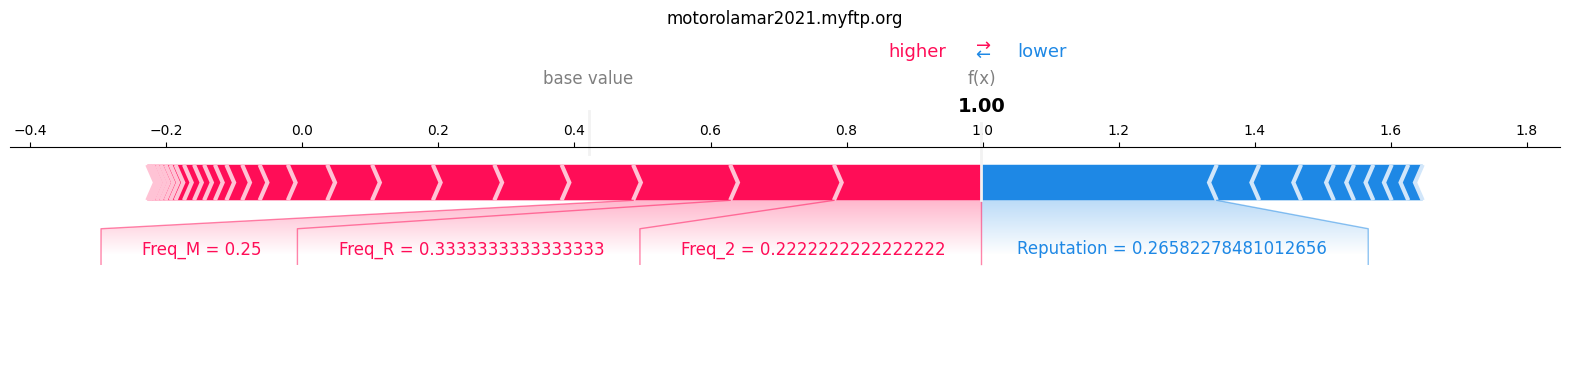 motorolamar2021.myftp.org
higher ⇄ lower
base value f(x)
1.00
−0.4 −0.2 0.0 0.2 0.4 0.6 0.8 1.0 1.2 1.4 1.6 1.8
Freq_M = 0.25 Freq_R = 0.3333333333333333 Freq_2 = 0.2222222222222222 Reputation = 0.26582278481012656